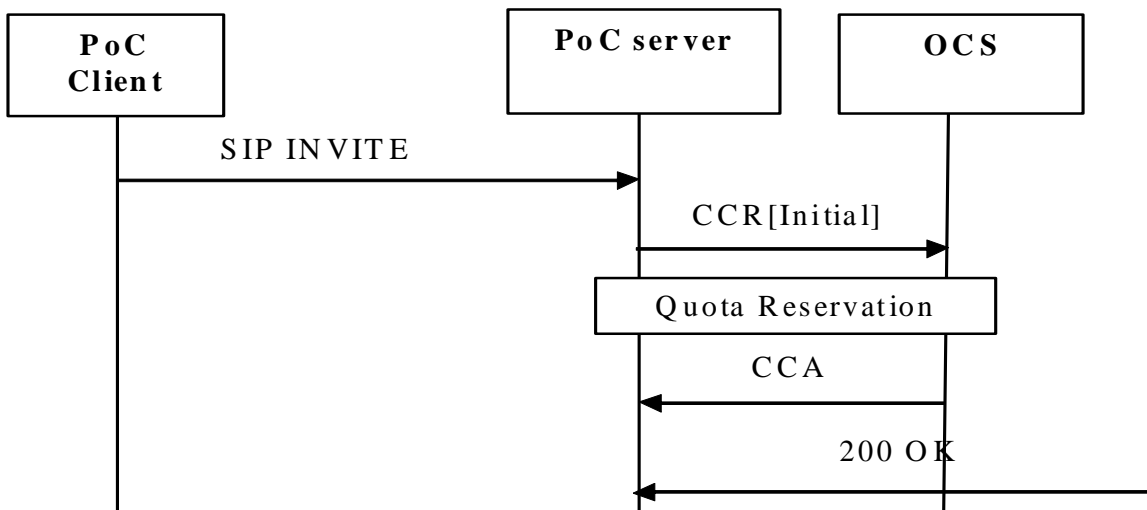 PoC
Client
PoC server
OCS
SIP INVITE
CCR[Initial]
Quota Reservation
CCA
200 OK